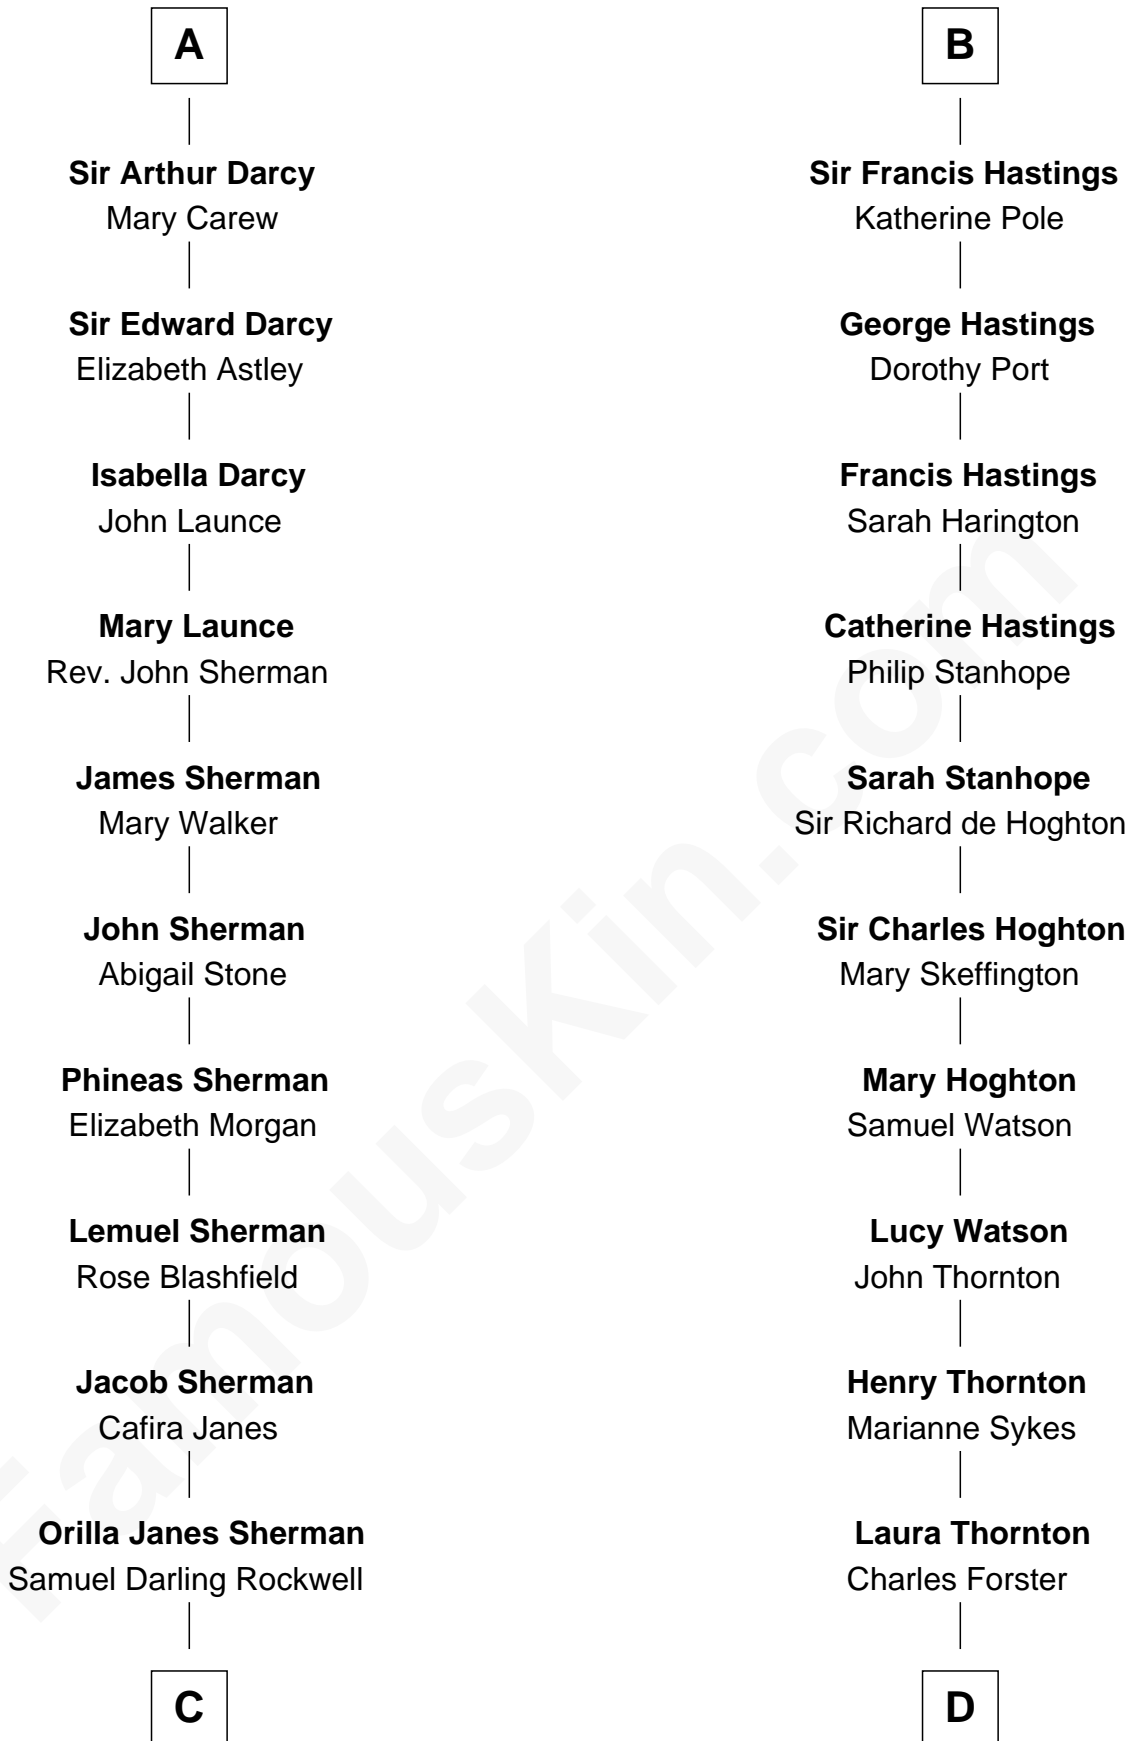 A
Sir Arthur Darcy
Mary Carew
Sir Edward Darcy
Elizabeth Astley
Isabella Darcy
John Launce
Mary Launce
Rev. John Sherman
James Sherman
Mary Walker
John Sherman
Abigail Stone
Phineas Sherman
Elizabeth Morgan
Lemuel Sherman
Rose Blashfield
Jacob Sherman
Cafira Janes
Orilla Janes Sherman
Samuel Darling Rockwell
C
B
Sir Francis Hastings
Katherine Pole
George Hastings
Dorothy Port
Francis Hastings
Sarah Harington
Catherine Hastings
Philip Stanhope
Sarah Stanhope
Sir Richard de Hoghton
Sir Charles Hoghton
Mary Skeffington
Mary Hoghton
Samuel Watson
Lucy Watson
John Thornton
Henry Thornton
Marianne Sykes
Laura Thornton
Charles Forster
D
FamousKin.com